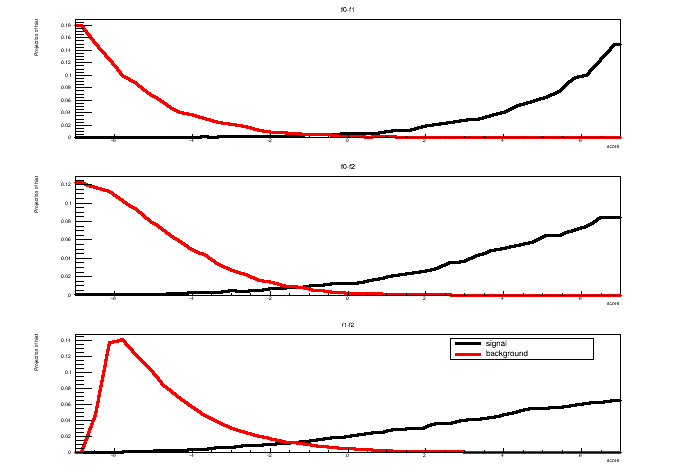 f0-f1
Projection of hist
0.18
0.16
0.14
0.12
0.1
0.08
0.06
0.04
0.02
0
-6 -4 -2 0 2 4 6
score
f0-f2
Projection of hist
0.12
0.1
0.08
0.06
0.04
0.02
0
-6 -4 -2 0 2 4 6
score
f1-f2
Projection of hist
0.14
0.12
0.1
0.08
0.06
0.04
0.02
0
signal
background
-6 -4 -2 0 2 4 6
score